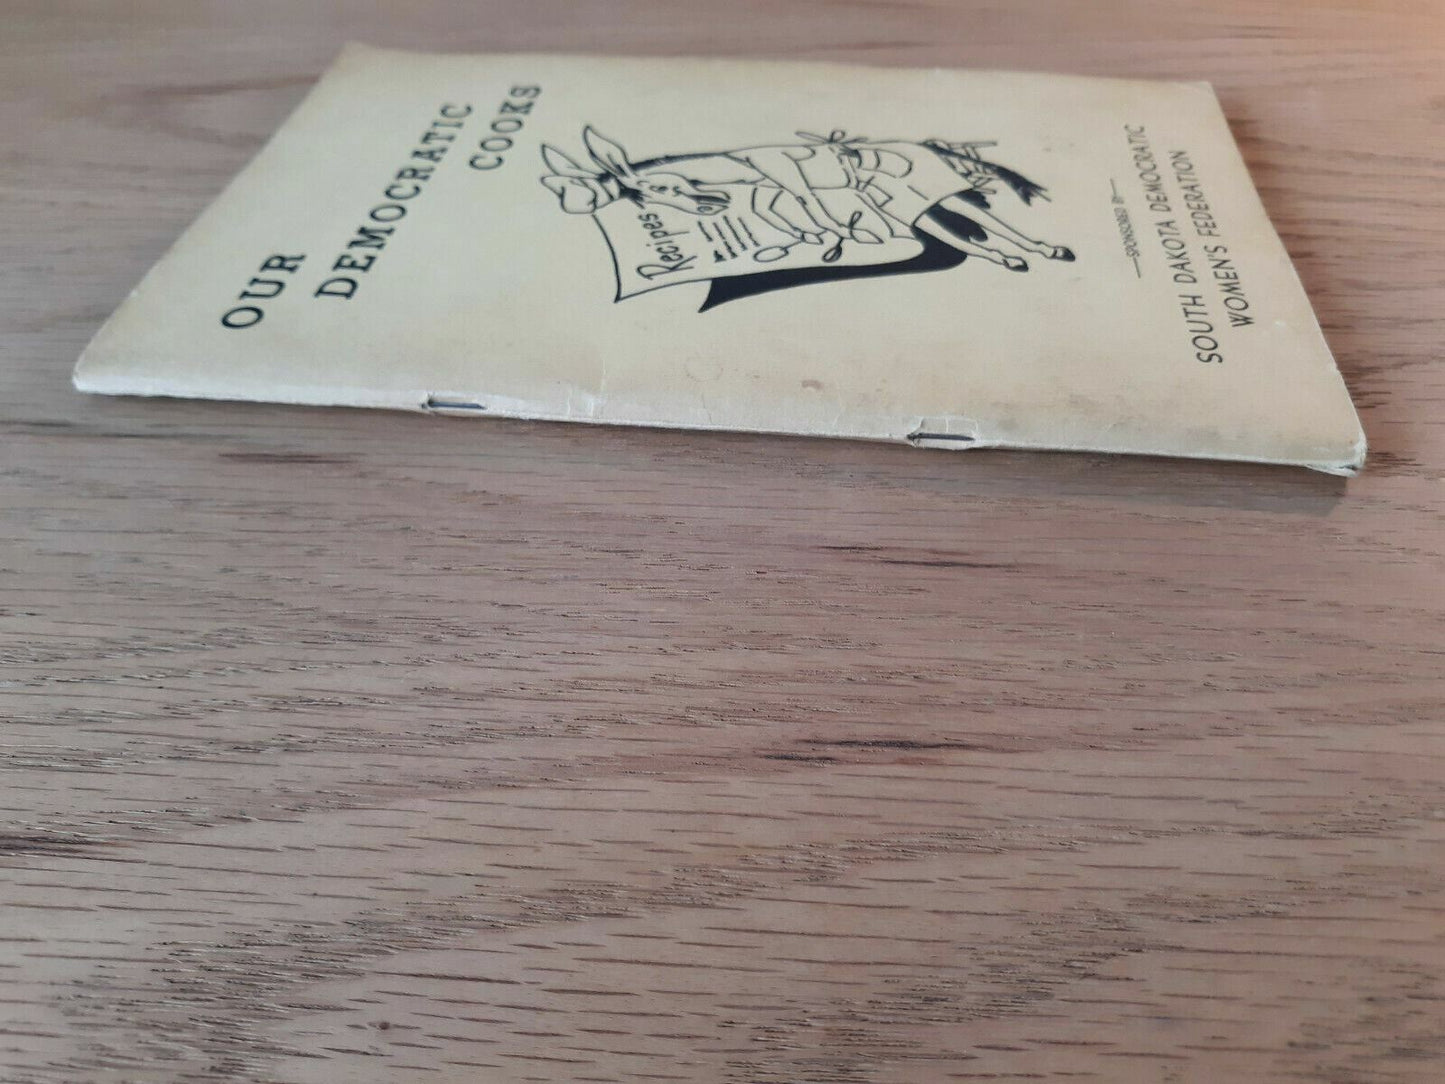 OUR
DEMOCRATIC
COOKS
Recipes
SPONSORED BY
SOUTH DAKOTA DEMOCRATIC
WOMEN'S FEDERATION